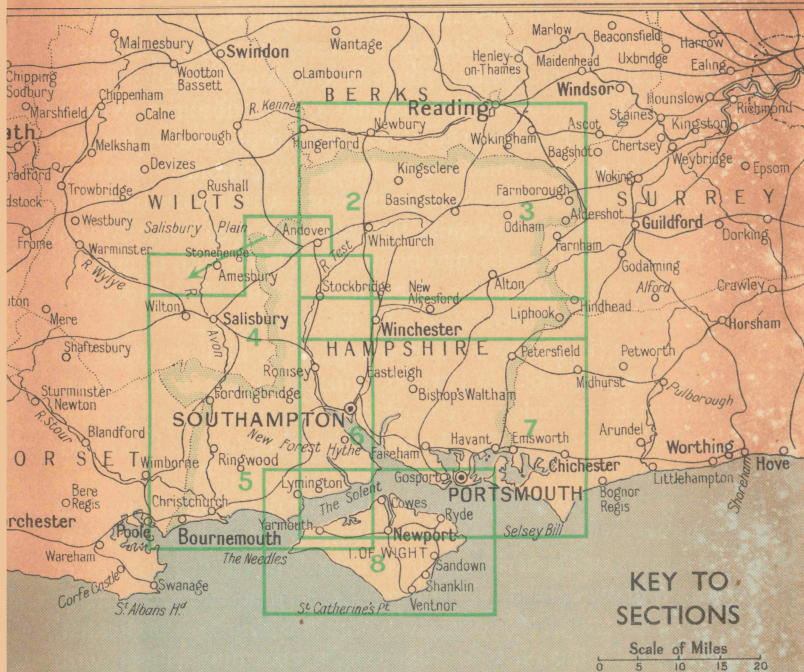 Malmesbury
Swindon
Wantage
Marlow
Beaconsfield
Harrow
Henley-
on-Thames
Maidenhead
Uxbridge
Ealing
Wootton
Bassett
Lambourn
Chipping
Sodbury
Chippenham
BERKS
Windsor
Marshfield
Calne
R. Kennet
Reading
Hounslow
Richmond
Staines
Marlborough
Newbury
Ascot
Kingston
ath
Melksham
Hungerford
Wokingham
Chertsey
Devizes
Bagshot
Weybridge
radford
Kingsclere
Epsom
Trowbridge
Rushall
Woking
dstock
WILTS
2
Basingstoke
Farnborough
3
SURREY
Westbury
Salisbury Plain
Andover
Odiham
Aldershot
Guildford
Frome
Warminster
Stonehenge
R. Test
Whitchurch
Farnham
Dorking
R. Wylye
Amesbury
Godalming
Stockbridge
New
Alresford
Alton
Alford
Crawley
uton
R.
Avon
Mere
Wilton
Salisbury
Winchester
Liphook
Hindhead
Horsham
4
Shaftesbury
HAMPSHIRE
Petersfield
Petworth
Romsey
Eastleigh
Midhurst
Sturminster
Newton
Fordingbridge
Bishop's Waltham
Pulborough
R. Stour
SOUTHAMPTON
Blandford
New Forest
Hythe
6
7
Arundel
Fareham
Havant
Emsworth
Worthing
ORSET
Wimborne
Ringwood
Chichester
Hove
Gosport
Littlehampton
Shoreham
Bere
Regis
5
Lymington
The Solent
PORTSMOUTH
Bognor
Regis
Christchurch
Cowes
Ryde
orchester
Poole
Bournemouth
Yarmouth
Newport
Selsey Bill
Wareham
The Needles
I. OF WIGHT
8
Sandown
Corfe Castle
Swanage
Shanklin
St. Albans Hd
St. Catherine's Pt.
Ventnor
KEY TO
SECTIONS
Scale of Miles
0 5 10 15 20